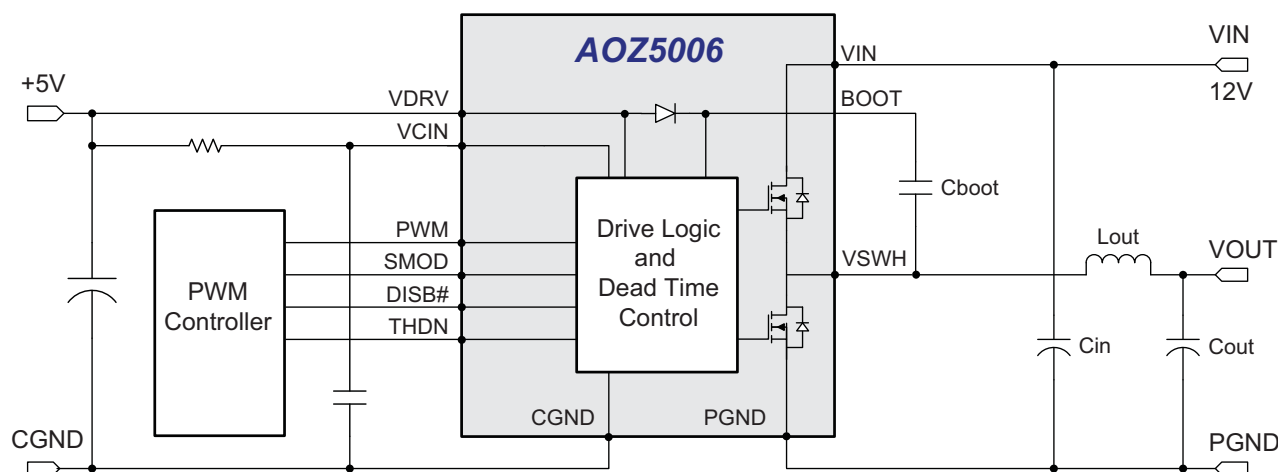 AOZ5006
VIN
12V
+5V
VDRV
VCIN
VIN
BOOT
Cboot
PWM
SMOD
DISB#
THDN
PWM
Controller
Drive Logic
and
Dead Time
Control
VSWH
Lout
VOUT
Cin
Cout
CGND
PGND
CGND
PGND